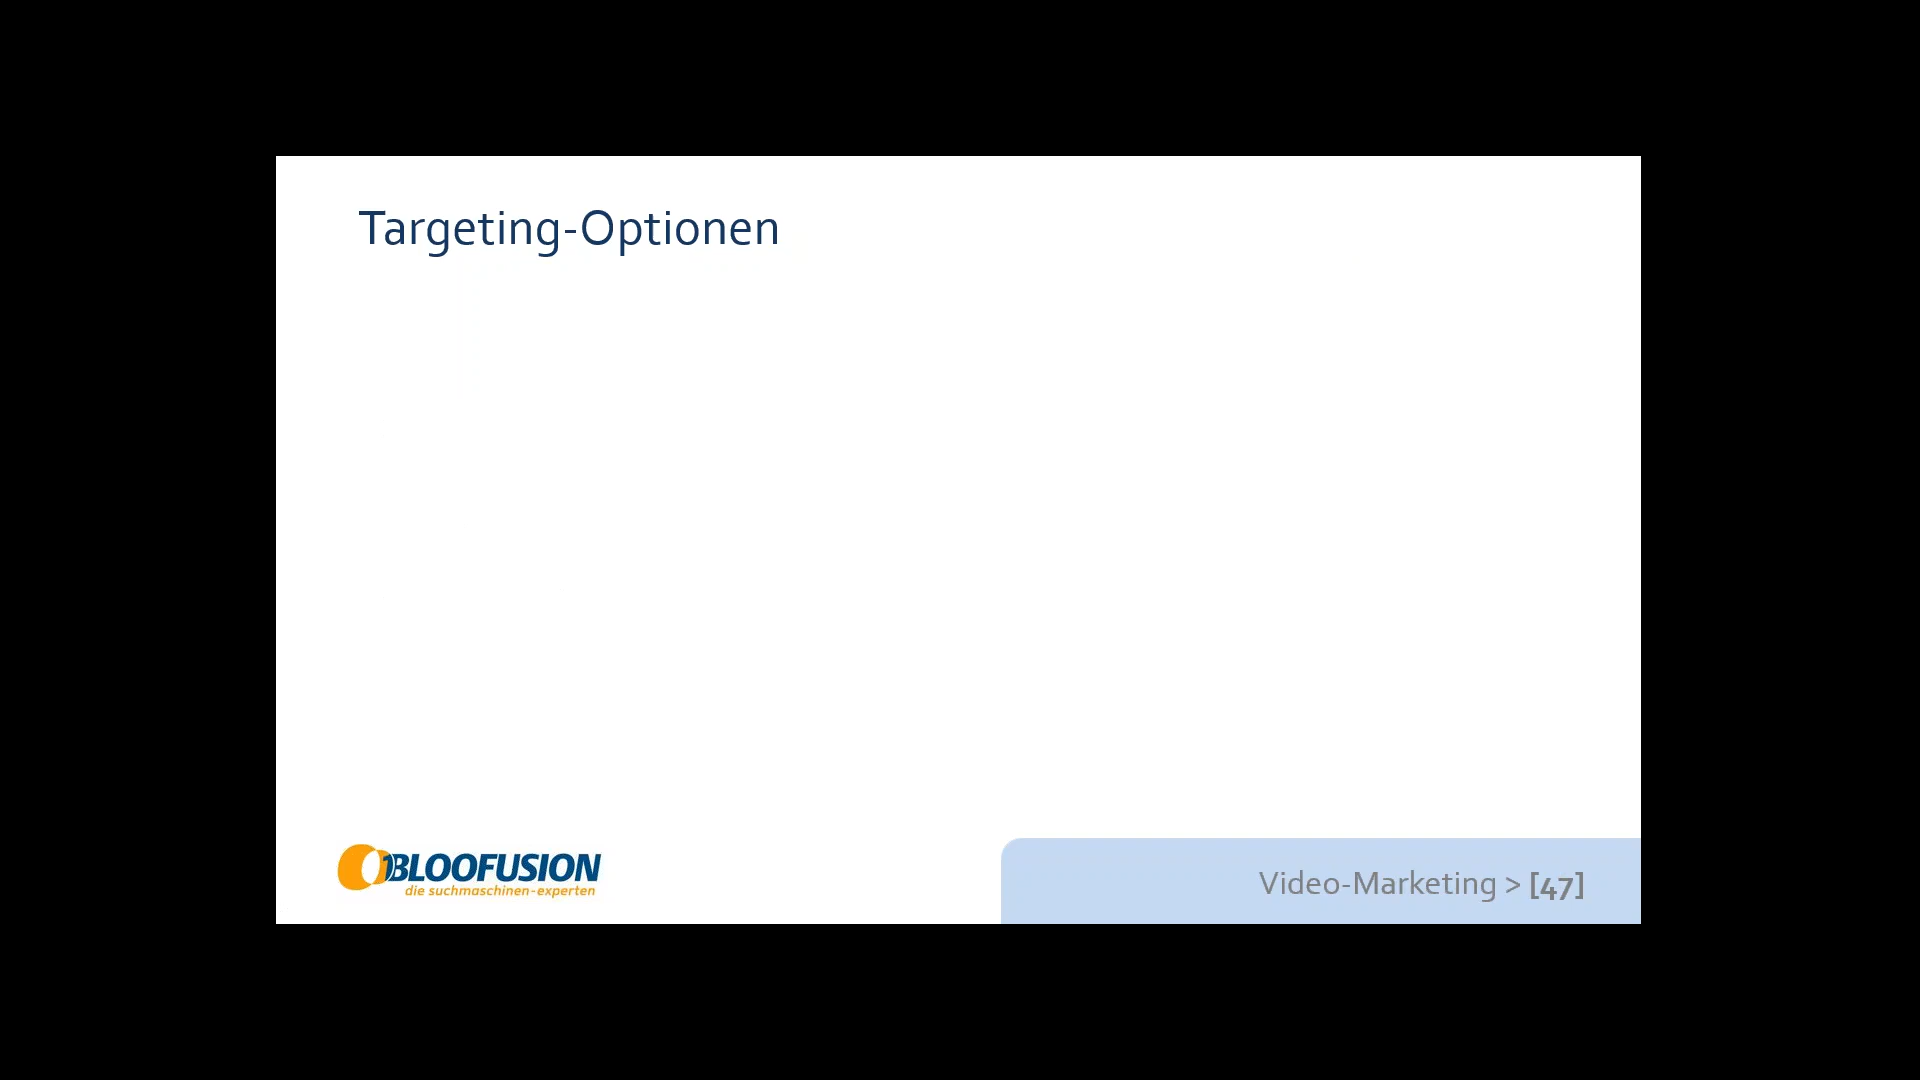 Targeting-Optionen
BLOOFUSION
die suchmaschinen-experten
Video-Marketing > [47]